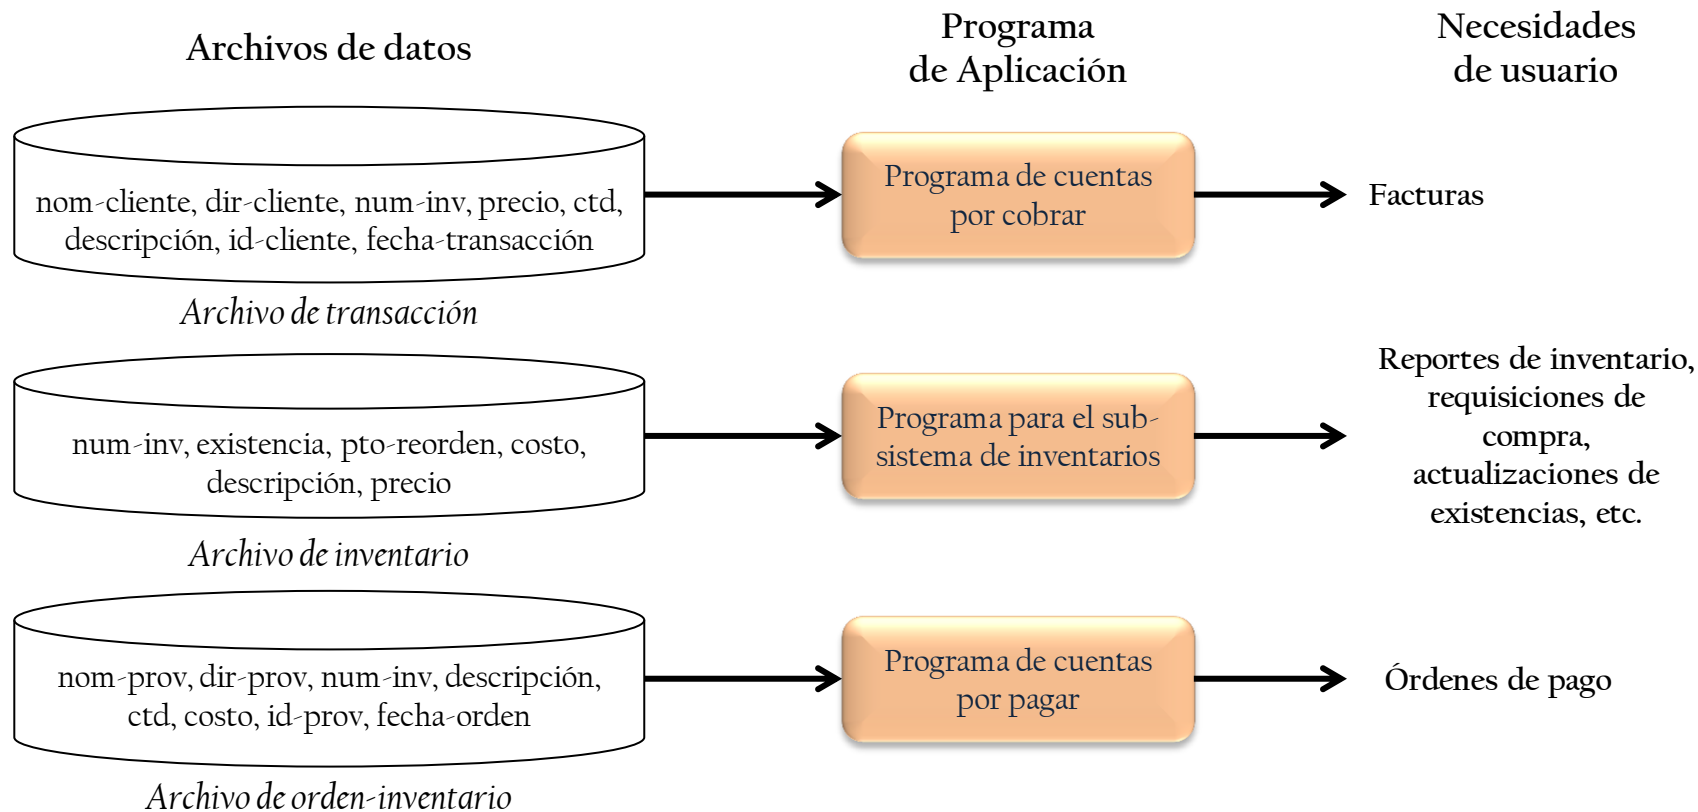 Archivos de datos
Programa
de Aplicación
Necesidades
de usuario
nom-cliente, dir-cliente, num-inv, precio, ctd,
descripción, id-cliente, fecha-transacción
Archivo de transacción
Programa de cuentas
por cobrar
Facturas
num-inv, existencia, pto-reorden, costo,
descripción, precio
Archivo de inventario
Programa para el sub-
sistema de inventarios
Reportes de inventario,
requisiciones de
compra,
actualizaciones de
existencias, etc.
nom-prov, dir-prov, num-inv, descripción,
ctd, costo, id-prov, fecha-orden
Archivo de orden-inventario
Programa de cuentas
por pagar
Órdenes de pago